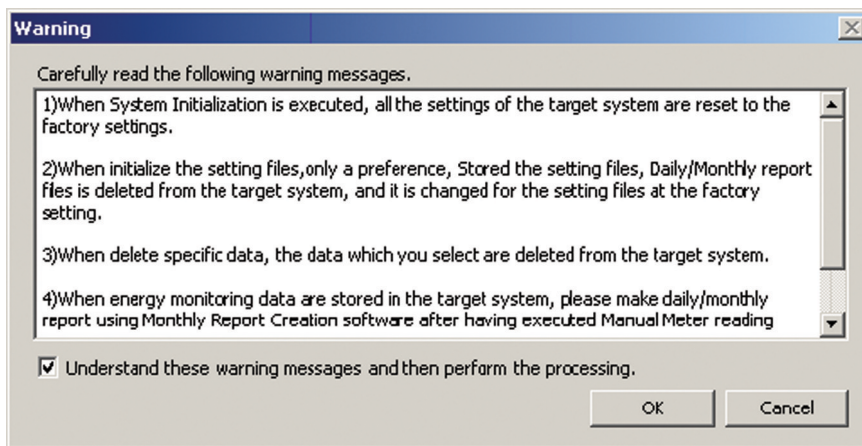 Warning
Carefully read the following warning messages.
1)When System Initialization is executed, all the settings of the target system are reset to the
factory settings.
2)When initialize the setting files,only a preference, Stored the setting files, Daily/Monthly report
files is deleted from the target system, and it is changed for the setting files at the factory
setting.
3)When delete specific data, the data which you select are deleted from the target system.
4)When energy monitoring data are stored in the target system, please make daily/monthly
report using Monthly Report Creation software after having executed Manual Meter reading
Understand these warning messages and then perform the processing.
OK
Cancel